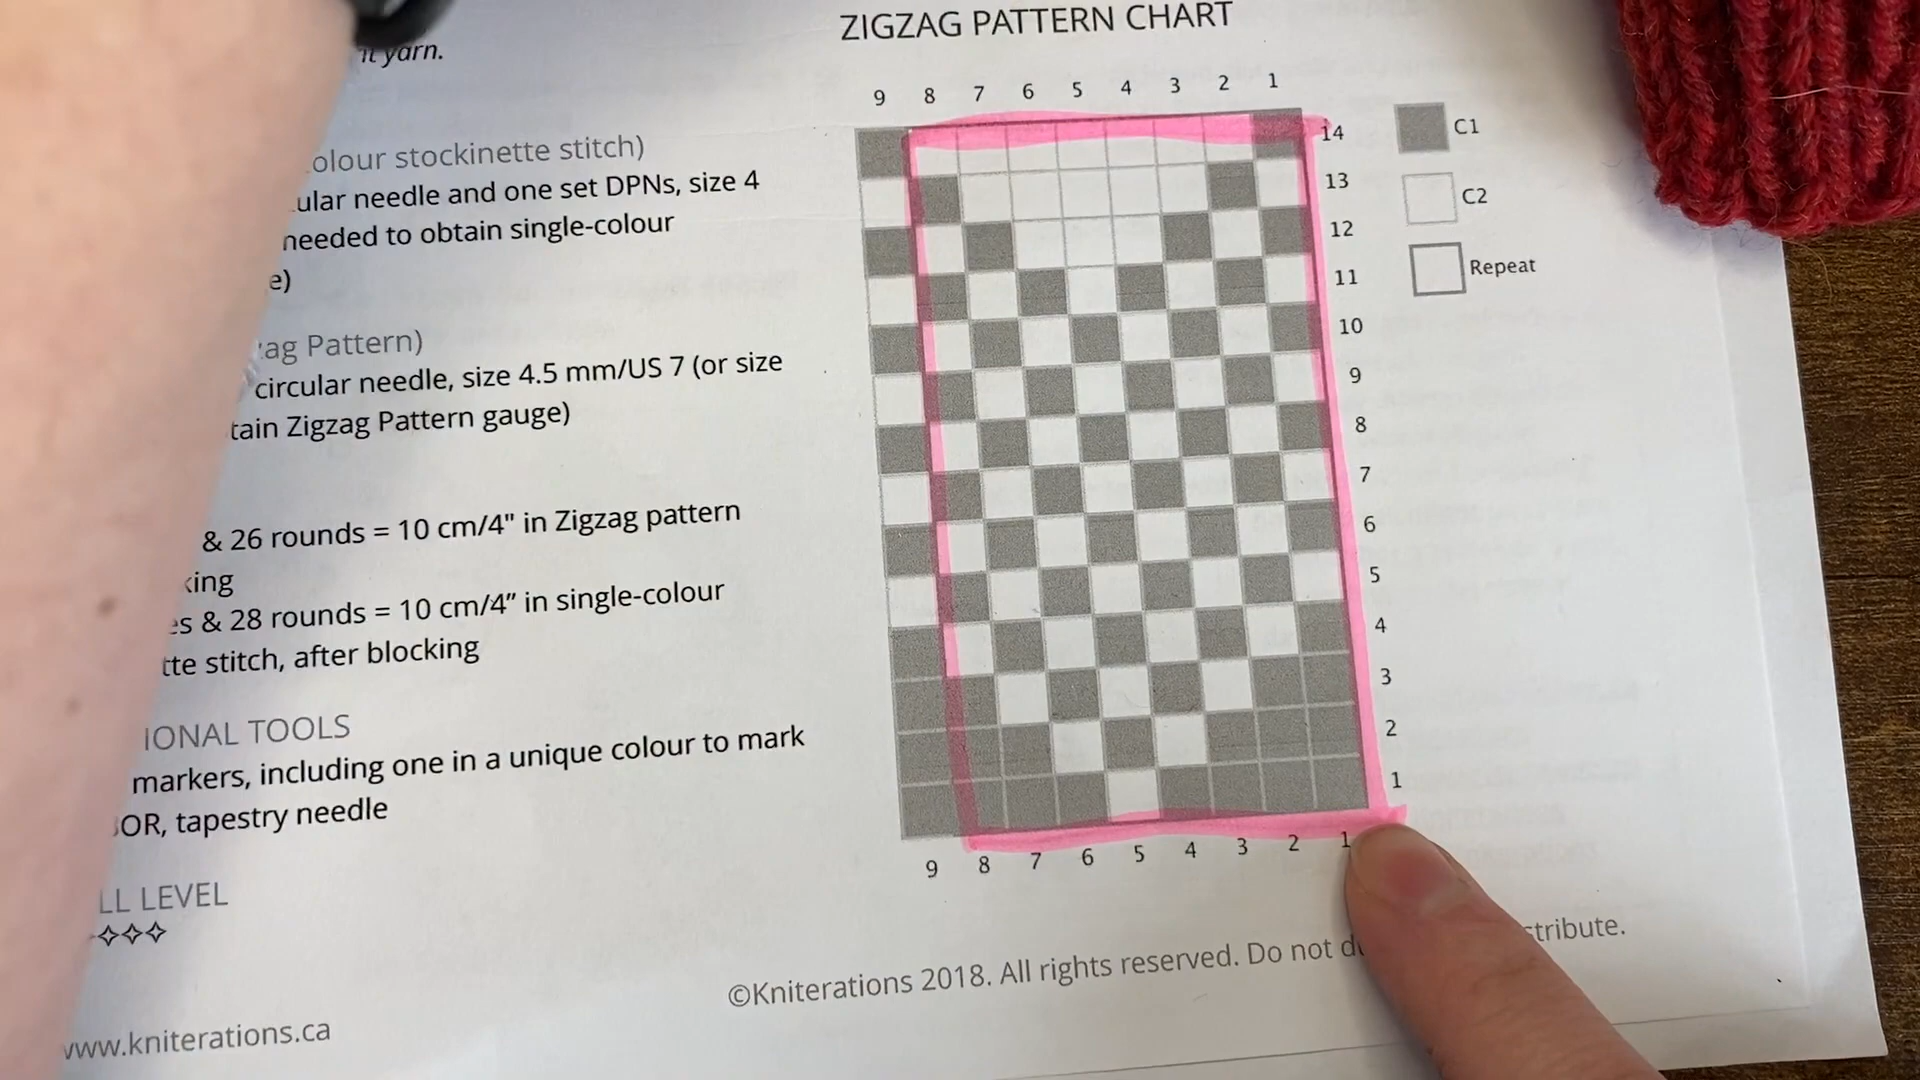 yarn.
olour stockinette stitch)
ular needle and one set DPNs, size 4
needed to obtain single-colour
e)
ag Pattern)
circular needle, size 4.5 mm/US 7 (or size
tain Zigzag Pattern gauge)
& 26 rounds = 10 cm/4" in Zigzag pattern
king
es & 28 rounds = 10 cm/4" in single-colour
tte stitch, after blocking
IONAL TOOLS
markers, including one in a unique colour to mark
OR, tapestry needle
LL LEVEL
www.kniterations.ca
ZIGZAG PATTERN CHART
9 8 7 6 5 4 3 2 1
14
13
12
11
10
9
8
7
6
5
4
3
2
1
9 8 7 6 5 4 3 2 1
C1
C2
Repeat
©Kniterations 2018. All rights reserved. Do not d tribute.